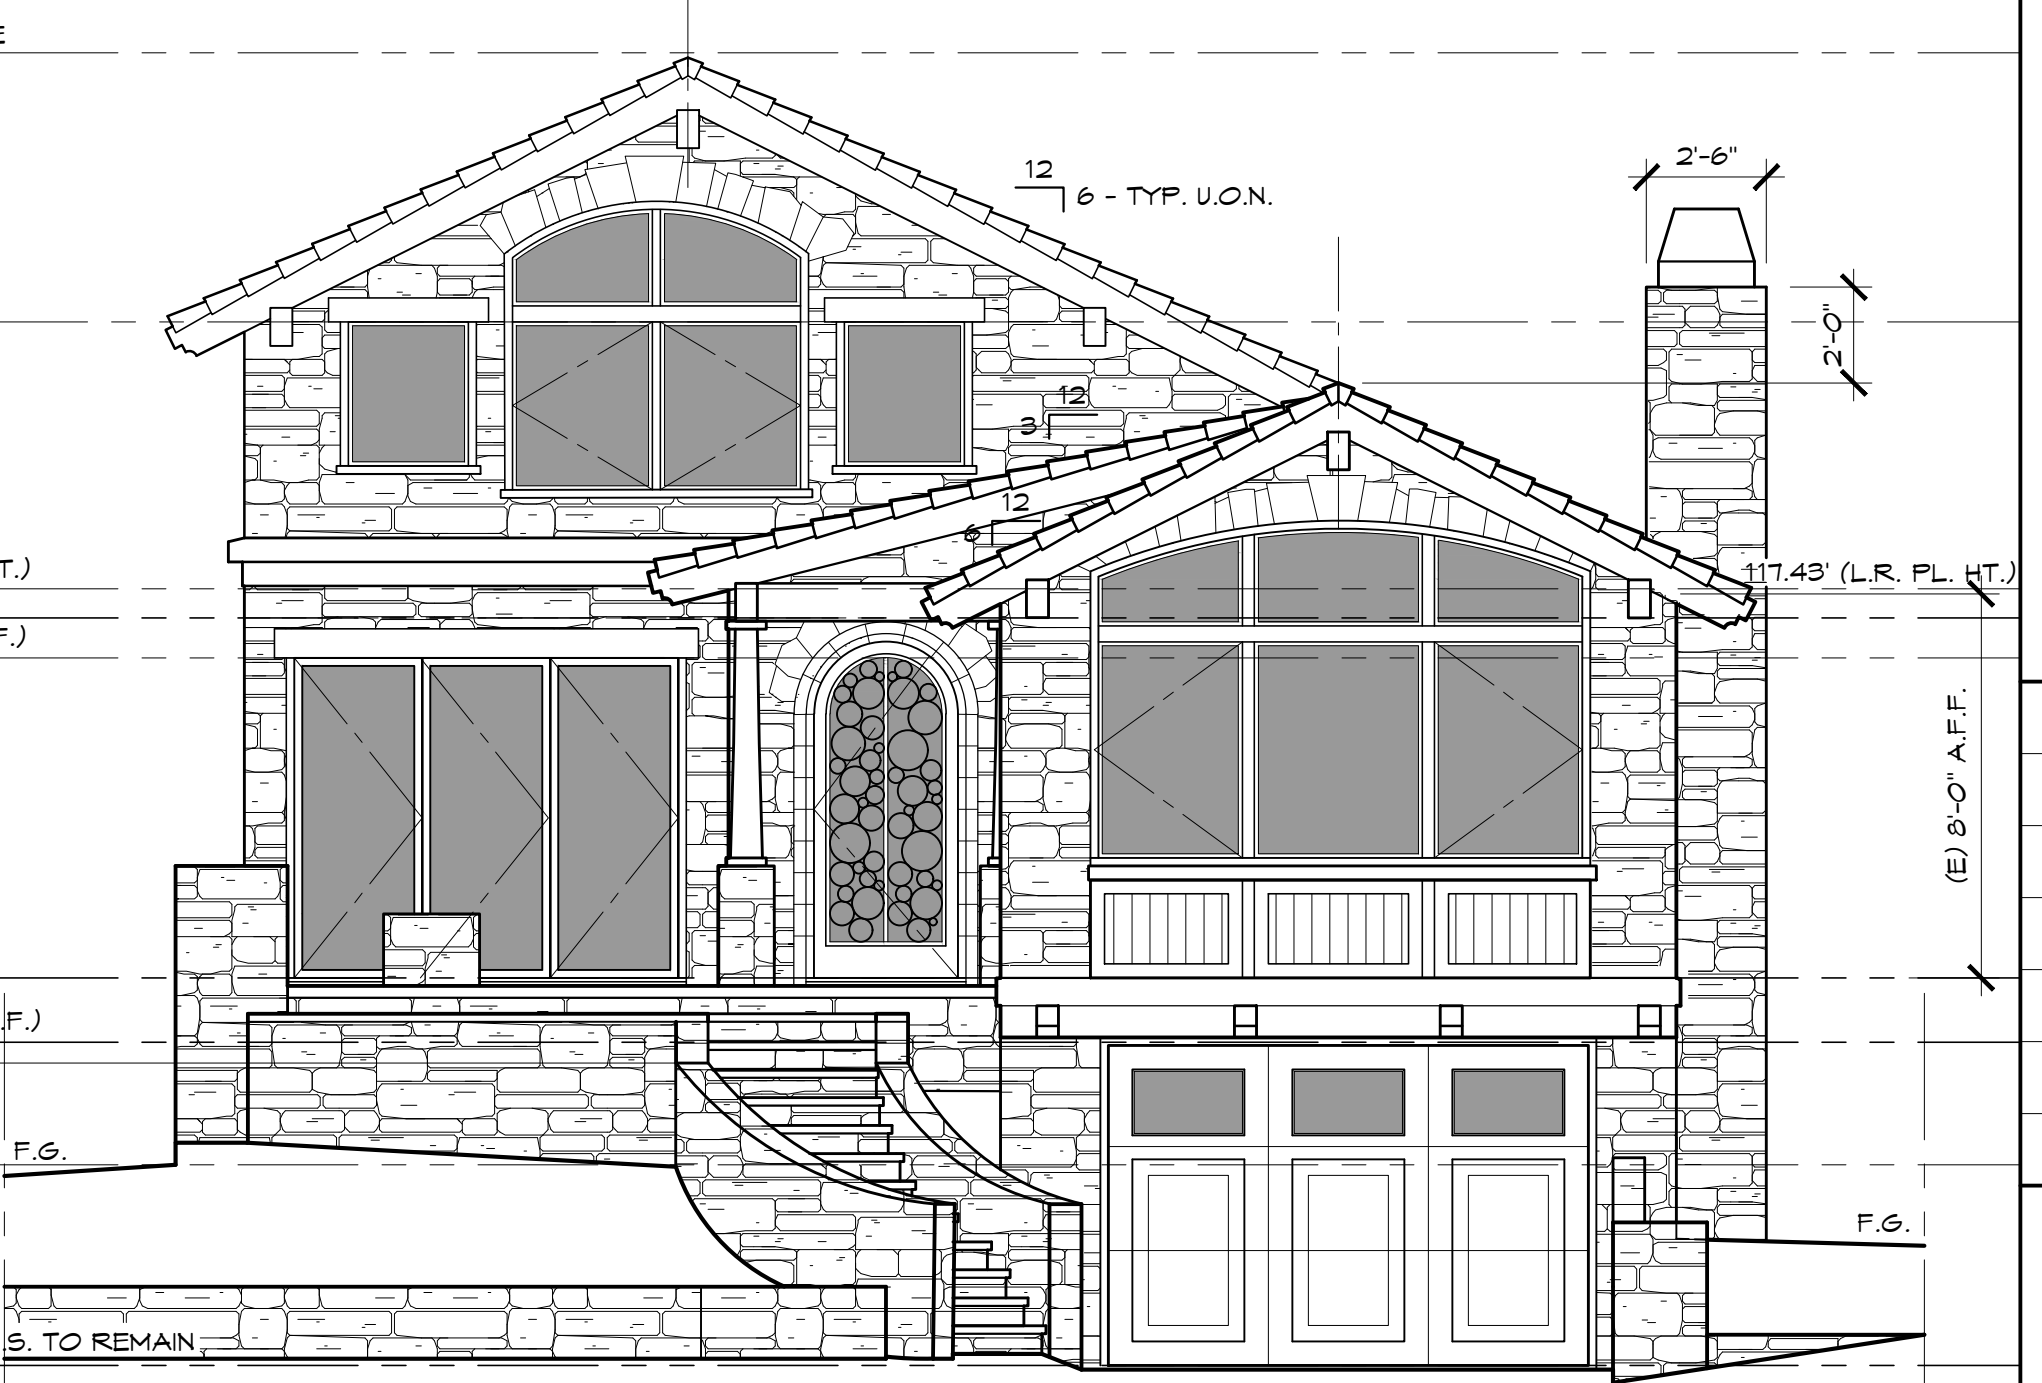 E
12
6 - TYP. U.O.N.
2'-6"
2'-0"
12
3
12
6
T.)
117.43' (L.R. PL. HT.)
F.)
(E) 8'-0" A.F.F.
.F.)
F.G.
F.G.
S. TO REMAIN